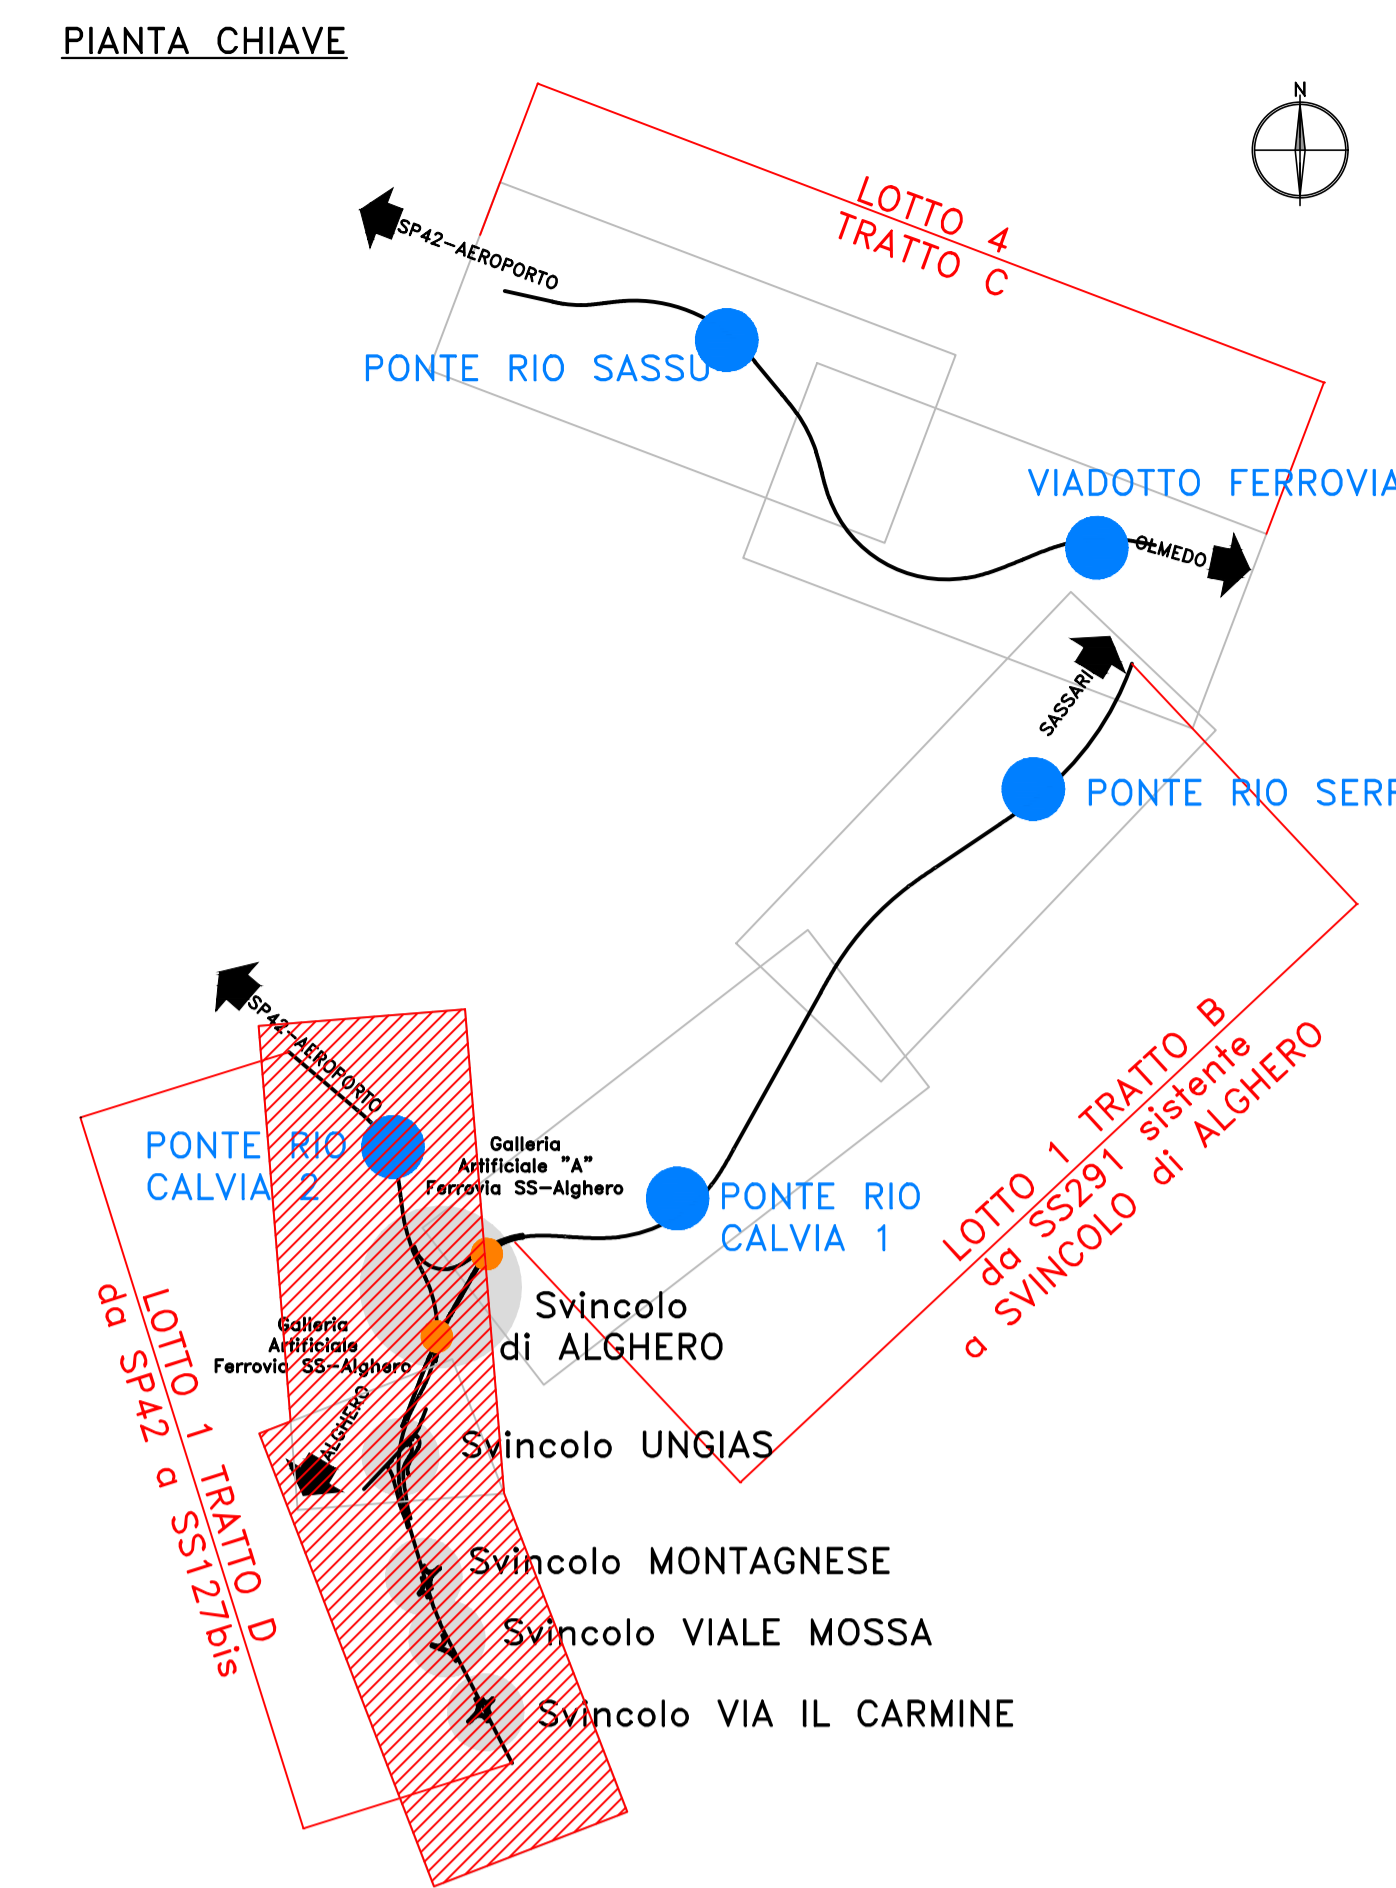 PIANTA CHIAVE
N
LOTTO 4
TRATTO C
SP42-AEROPORTO
PONTE RIO SASSU
VIADOTTO FERROVIA
OLMEDO
SASSARI
PONTE RIO
SP42-AEROPORTO
PONTE RIO
CALVIA 2
Galleria
Artificiale "A"
Ferrovia SS-Alghero
PONTE RIO
CALVIA 1
LOTTO 1 TRATTO B
da SS291 sistente
a SVINCOLO di ALGHERO
Svincolo
di ALGHERO
Galleria
Artificiale
Ferrovia SS-Alghero
ALGHERO
LOTTO 1 TRATTO D
da SP42 a SS127bis
Svincolo UNGIAS
Svincolo MONTAGNESE
Svincolo VIALE MOSSA
Svincolo VIA IL CARMINE